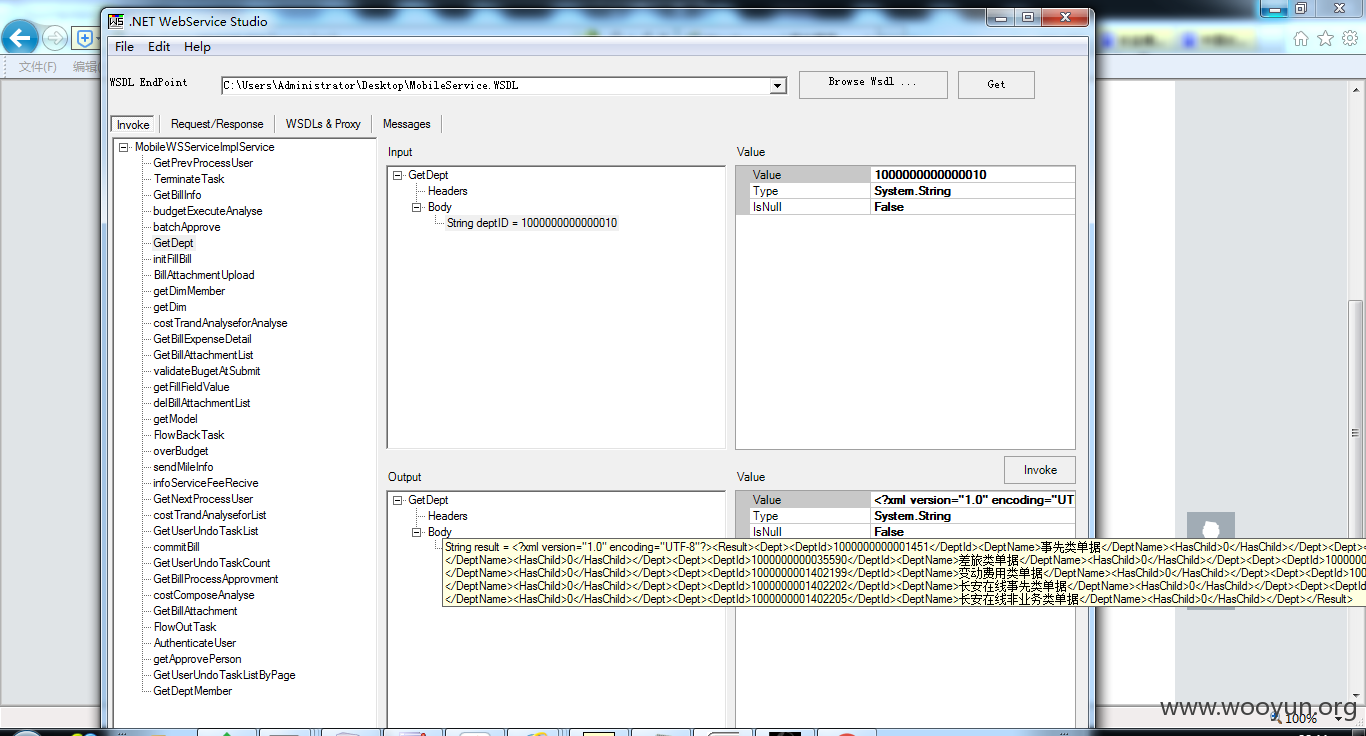 .NET WebService Studio
File Edit Help
文件(F) 编辑(
WSDL EndPoint C:\Users\Administrator\Desktop\MobileService.WSDL Browse Wsdl ... Get
Invoke Request/Response WSDLs & Proxy Messages
MobileWSServiceImplService
GetPrevProcessUser
TerminateTask
GetBillInfo
budgetExecuteAnalyse
batchApprove
GetDept
initFillBill
BillAttachmentUpload
getDimMember
getDim
costTrandAnalyseforAnalyse
GetBillExpenseDetail
GetBillAttachmentList
validateBugetAtSubmit
getFillFieldValue
delBillAttachmentList
getModel
FlowBackTask
overBudget
sendMileInfo
infoServiceFeeRecive
GetNextProcessUser
costTrandAnalyseforList
GetUserUndoTaskList
commitBill
GetUserUndoTaskCount
GetBillProcessApprovment
costComposeAnalyse
GetBillAttachment
FlowOutTask
AuthenticateUser
getApprovePerson
GetUserUndoTaskListByPage
GetDeptMember
Input
GetDept
Headers
Body
String deptID = 1000000000000010
Value
Value 1000000000000010
Type System.String
IsNull False
Invoke
Output
GetDept
Headers
Body
Value
Value <?xml version="1.0" encoding="UT
Type System.String
IsNull False
String result = <?xml version="1.0" encoding="UTF-8"?><Result><Dept><DeptId>1000000000001451</DeptId><DeptName>事先类单据</DeptName><HasChild>0</HasChild></Dept><Dept><
</DeptName><HasChild>0</HasChild></Dept><Dept><DeptId>1000000000035590</DeptId><DeptName>差旅类单据</DeptName><HasChild>0</HasChild></Dept><Dept><DeptId>1000000
</DeptName><HasChild>0</HasChild></Dept><Dept><DeptId>1000000001402199</DeptId><DeptName>变动费用类单据</DeptName><HasChild>0</HasChild></Dept><Dept><DeptId>100
</DeptName><HasChild>0</HasChild></Dept><Dept><DeptId>1000000001402202</DeptId><DeptName>长安在线事先类单据</DeptName><HasChild>0</HasChild></Dept><Dept><DeptId>
</DeptName><HasChild>0</HasChild></Dept><Dept><DeptId>1000000001402205</DeptId><DeptName>长安在线非业务类单据</DeptName><HasChild>0</HasChild></Dept></Result>
www.wooyun.org
100%